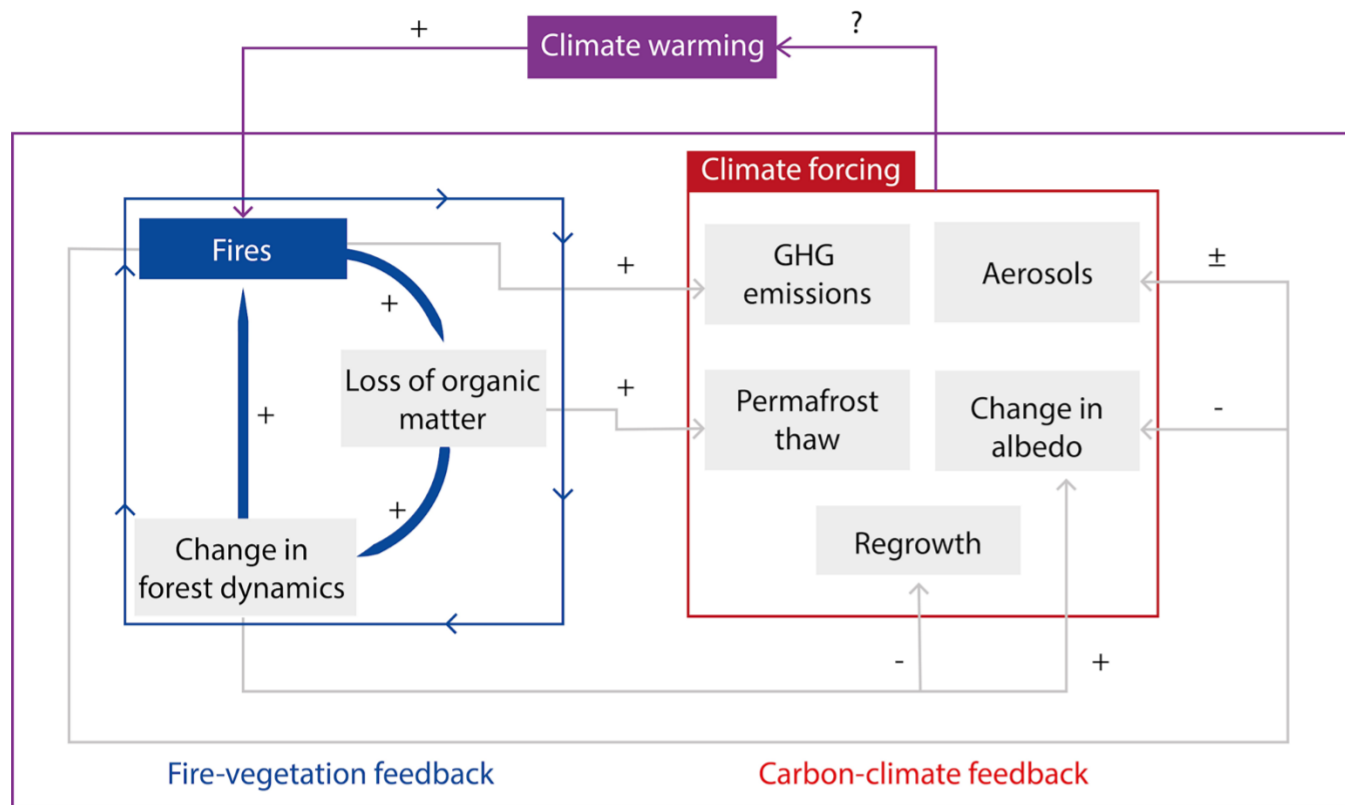 +
?
Climate warming
Climate forcing
Fires
GHG
emissions
Aerosols
+
±
+
Loss of organic
matter
+
Permafrost
thaw
Change in
albedo
-
+
+
Regrowth
Change in
forest dynamics
-
+
Fire-vegetation feedback
Carbon-climate feedback